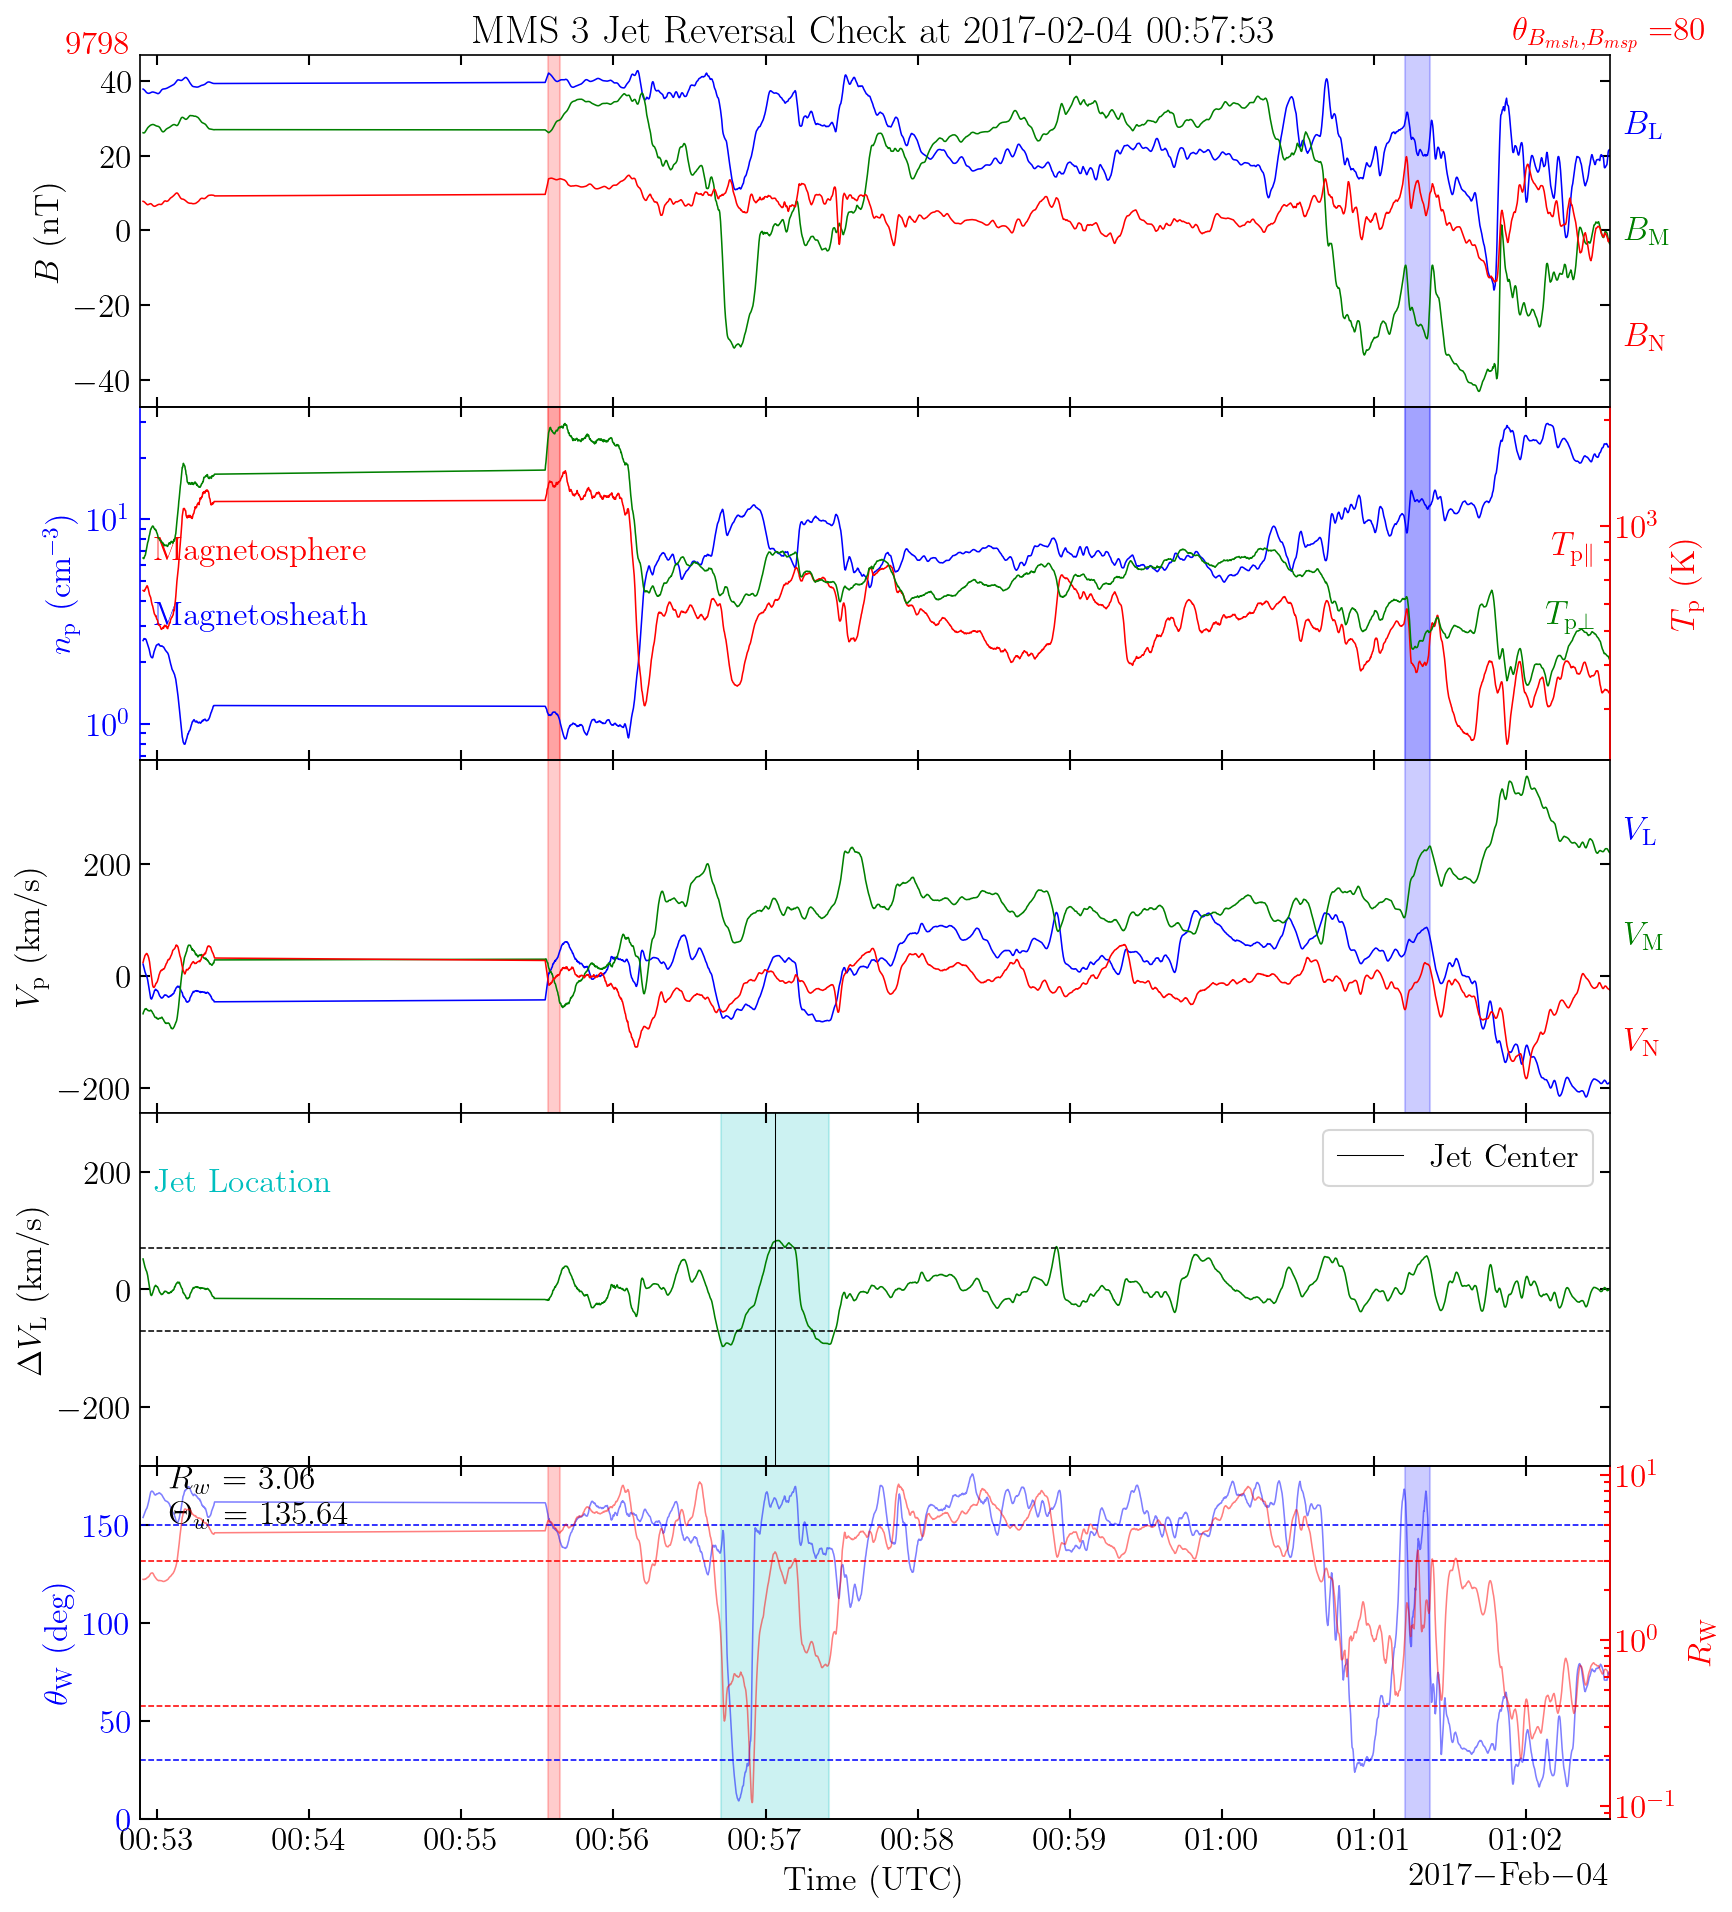 MMS 3 Jet Reversal Check at 2017-02-04 00:57:53
9798
θ_{B_{msh},B_{msp}} =80
40
20
0
−20
−40
B (nT)
B_L
B_M
B_N
10^1
10^0
n_p (cm^{−3})
Magnetosphere
Magnetosheath
10^3
T_{p∥}
T_{p⊥}
T_p (K)
200
0
−200
V_p (km/s)
V_L
V_M
V_N
200
0
−200
ΔV_L (km/s)
Jet Location
Jet Center
R_w = 3.06
Θ_w = 135.64
150
100
50
0
θ_W (deg)
10^1
10^0
10^{−1}
R_W
00:53 00:54 00:55 00:56 00:57 00:58 00:59 01:00 01:01 01:02
Time (UTC)
2017−Feb−04